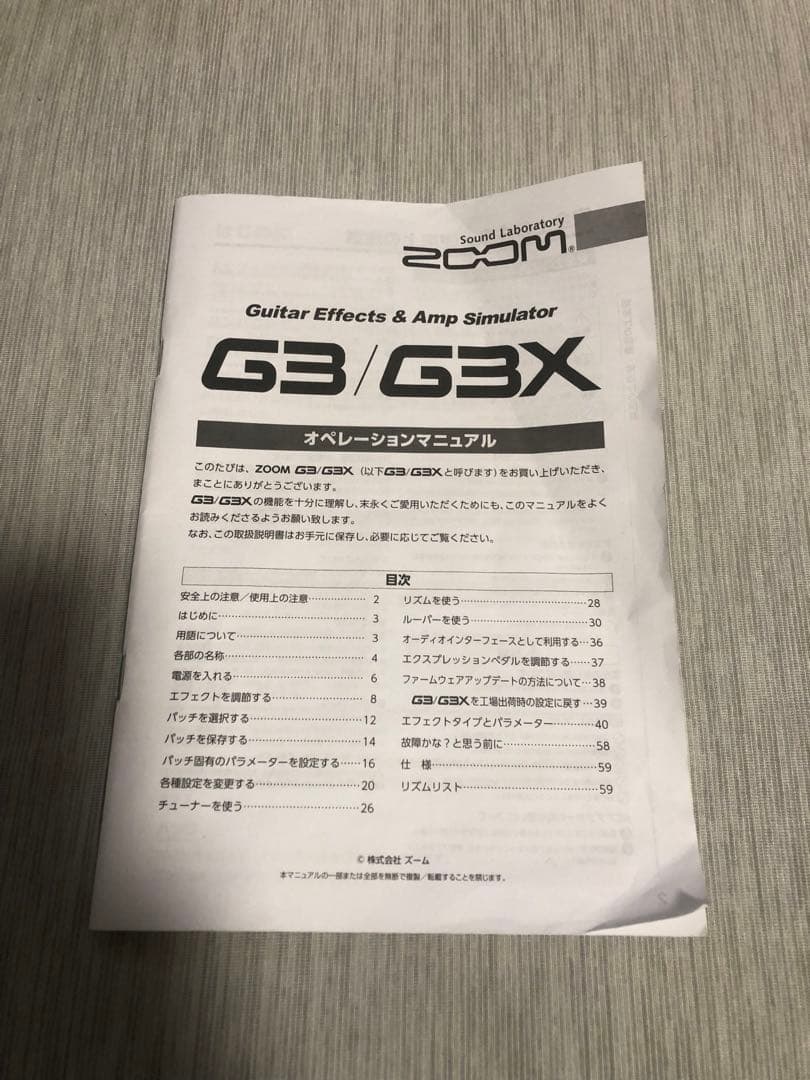 Sound Laboratory
ZOOM®
Guitar Effects & Amp Simulator
G3/G3X
オペレーションマニュアル
このたびは、ZOOM G3/G3X (以下G3/G3Xと呼びます)をお買い上げいただき、
まことにありがとうございます。
G3/G3Xの機能を十分に理解し、末永くご愛用いただくためにも、このマニュアルをよく
お読みくださるようお願い致します。
なお、この取扱説明書はお手元に保存し、必要に応じてご覧ください。
目次
安全上の注意/使用上の注意……………… 2
はじめに…………………………………… 3
用語について……………………………… 3
各部の名称………………………………… 4
電源を入れる……………………………… 6
エフェクトを調節する…………………… 8
パッチを選択する…………………………12
パッチを保存する…………………………14
パッチ固有のパラメーターを設定する……16
各種設定を変更する………………………20
チューナーを使う…………………………26
リズムを使う………………………………28
ルーパーを使う……………………………30
オーディオインターフェースとして利用する…36
エクスプレッションペダルを調節する……37
ファームウェアアップデートの方法について…38
G3/G3Xを工場出荷時の設定に戻す…39
エフェクトタイプとパラメーター…………40
故障かな?と思う前に……………………58
仕 様………………………………………59
リズムリスト………………………………59
© 株式会社 ズーム
本マニュアルの一部または全部を無断で複製/転載することを禁じます。